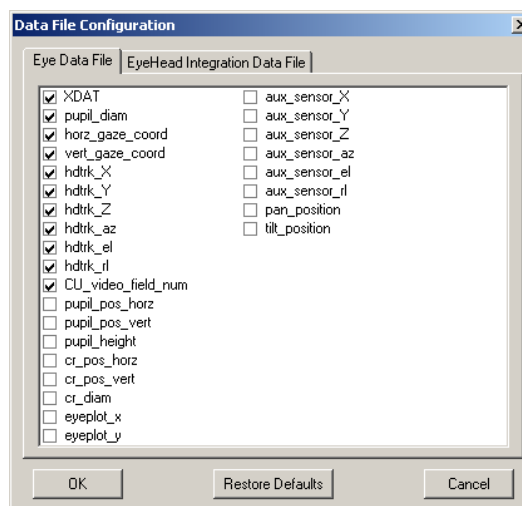 Data File Configuration
Eye Data File
EyeHead Integration Data File
XDAT
pupil_diam
horz_gaze_coord
vert_gaze_coord
hdtrk_X
hdtrk_Y
hdtrk_Z
hdtrk_az
hdtrk_el
hdtrk_rl
CU_video_field_num
pupil_pos_horz
pupil_pos_vert
pupil_height
cr_pos_horz
cr_pos_vert
cr_diam
eyeplot_x
eyeplot_y
aux_sensor_X
aux_sensor_Y
aux_sensor_Z
aux_sensor_az
aux_sensor_el
aux_sensor_rl
pan_position
tilt_position
OK
Restore Defaults
Cancel